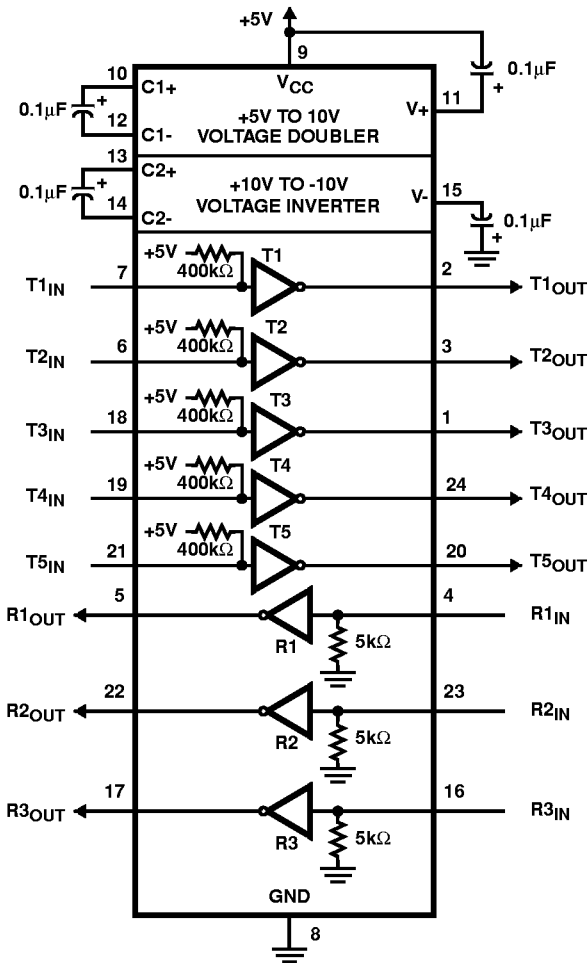 +5V
9
VCC
10
C1+
0.1µF
+
12
C1-
+5V TO 10V
VOLTAGE DOUBLER
V+
11
+
0.1µF
13
C2+
0.1µF
+
14
C2-
+10V TO -10V
VOLTAGE INVERTER
V-
15
0.1µF
+
+5V
400kΩ
T1
T1IN
7
2
T1OUT
+5V
400kΩ
T2
T2IN
6
3
T2OUT
+5V
400kΩ
T3
T3IN
18
1
T3OUT
+5V
400kΩ
T4
T4IN
19
24
T4OUT
+5V
400kΩ
T5
T5IN
21
20
T5OUT
R1OUT
5
R1
4
R1IN
5kΩ
R2OUT
22
R2
23
R2IN
5kΩ
R3OUT
17
R3
16
R3IN
5kΩ
GND
8